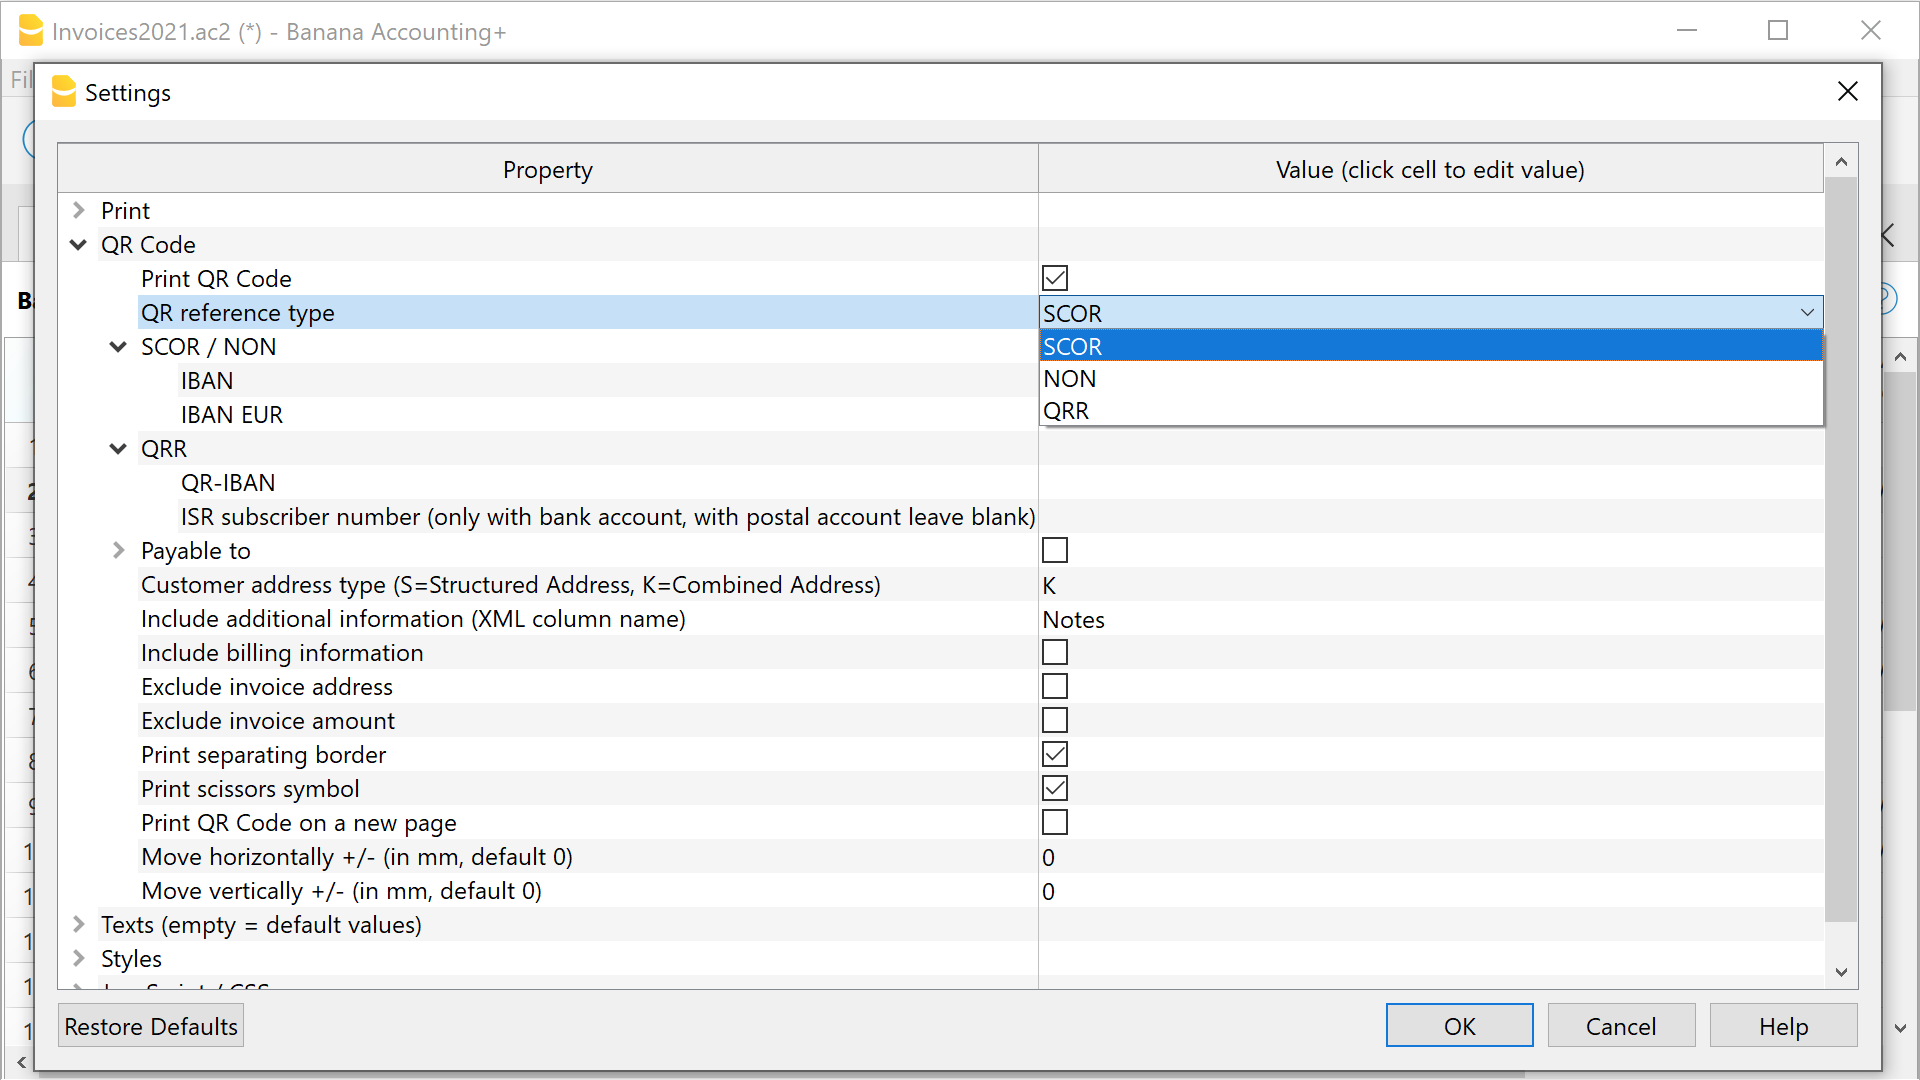 Invoices2021.ac2 (*) - Banana Accounting+
Fil
Settings
Property
Value (click cell to edit value)
Print
QR Code
Print QR Code
QR reference type
SCOR
SCOR / NON
SCOR
IBAN
NON
IBAN EUR
QRR
QRR
QR-IBAN
ISR subscriber number (only with bank account, with postal account leave blank)
Payable to
Customer address type (S=Structured Address, K=Combined Address)
K
Include additional information (XML column name)
Notes
Include billing information
Exclude invoice address
Exclude invoice amount
Print separating border
Print scissors symbol
Print QR Code on a new page
Move horizontally +/- (in mm, default 0)
0
Move vertically +/- (in mm, default 0)
0
Texts (empty = default values)
Styles
Restore Defaults
OK
Cancel
Help